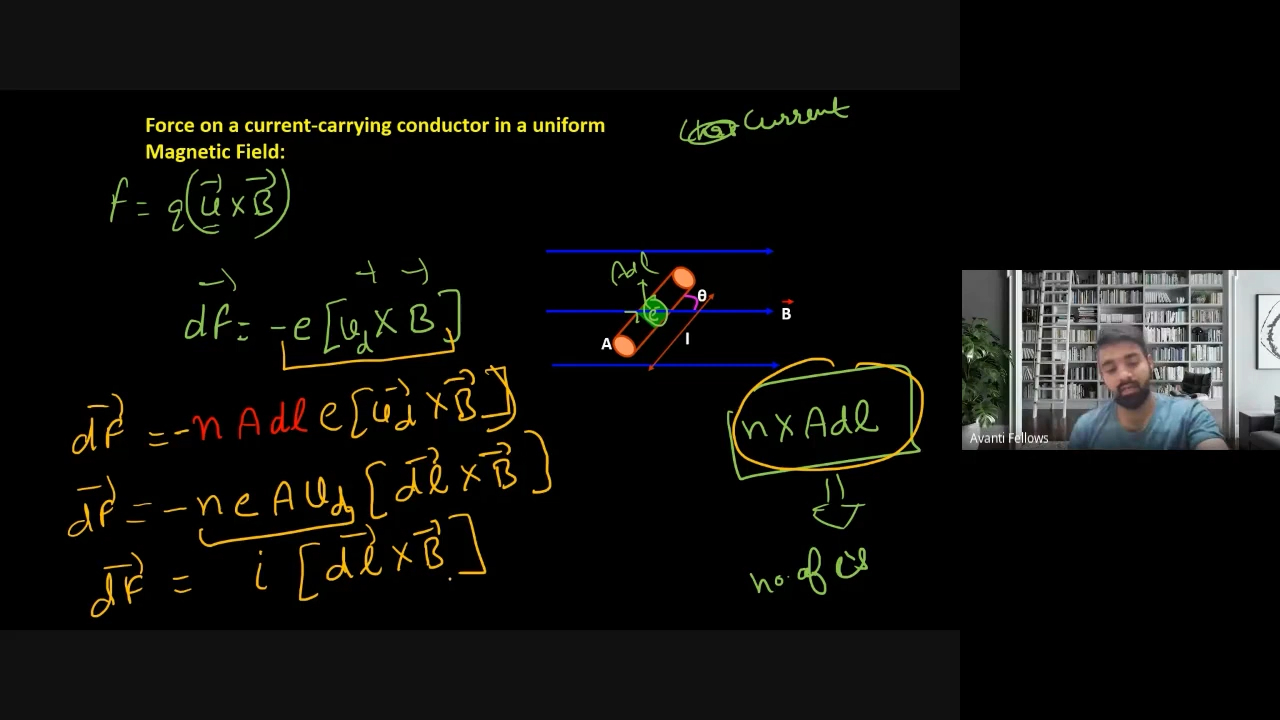 Force on a current-carrying conductor in a uniform
Magnetic Field:
Current
f = q(v⃗ × B⃗)
Adl
θ
df⃗ = -e[v⃗d × B⃗]
e
B⃗
A
l
dF⃗ = -n A dl e[v⃗d × B⃗]
n × Adl
dF⃗ = -n e A vd [dl⃗ × B⃗]
dF⃗ = i [dl⃗ × B⃗]
no. of e's
Avanti Fellows